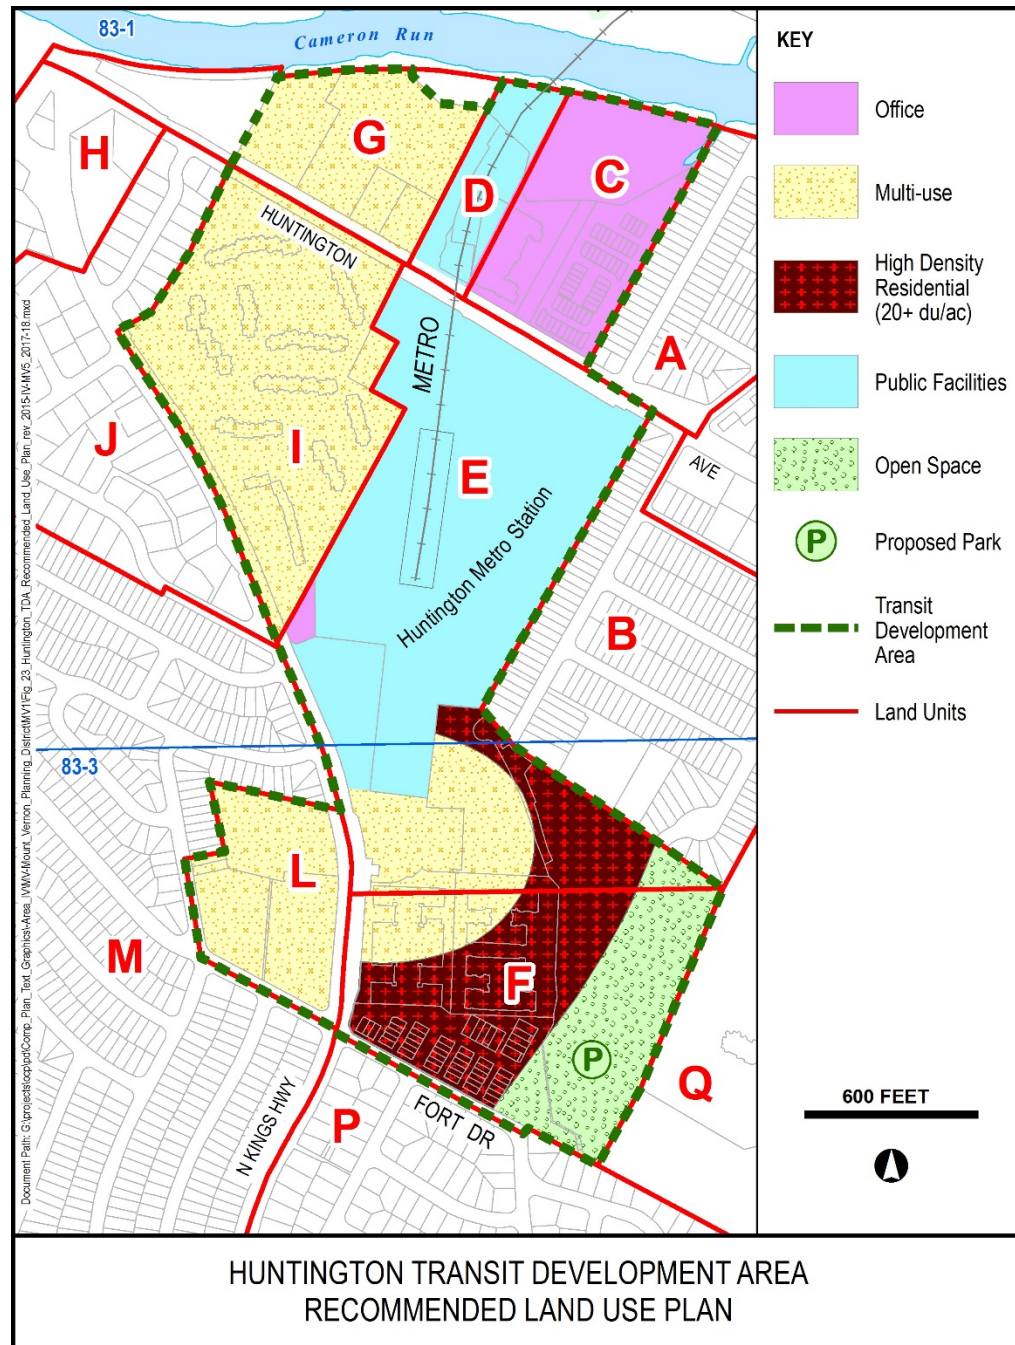 83-1
Cameron Run
KEY
Office
Multi-use
High Density
Residential
(20+ du/ac)
Public Facilities
Open Space
P
Proposed Park
Transit
Development
Area
Land Units
H
G
D
C
HUNTINGTON
METRO
A
AVE
J
I
E
Huntington Metro Station
B
83-3
L
M
F
P
Q
N KINGS HWY
P
FORT DR
600 FEET
HUNTINGTON TRANSIT DEVELOPMENT AREA
RECOMMENDED LAND USE PLAN